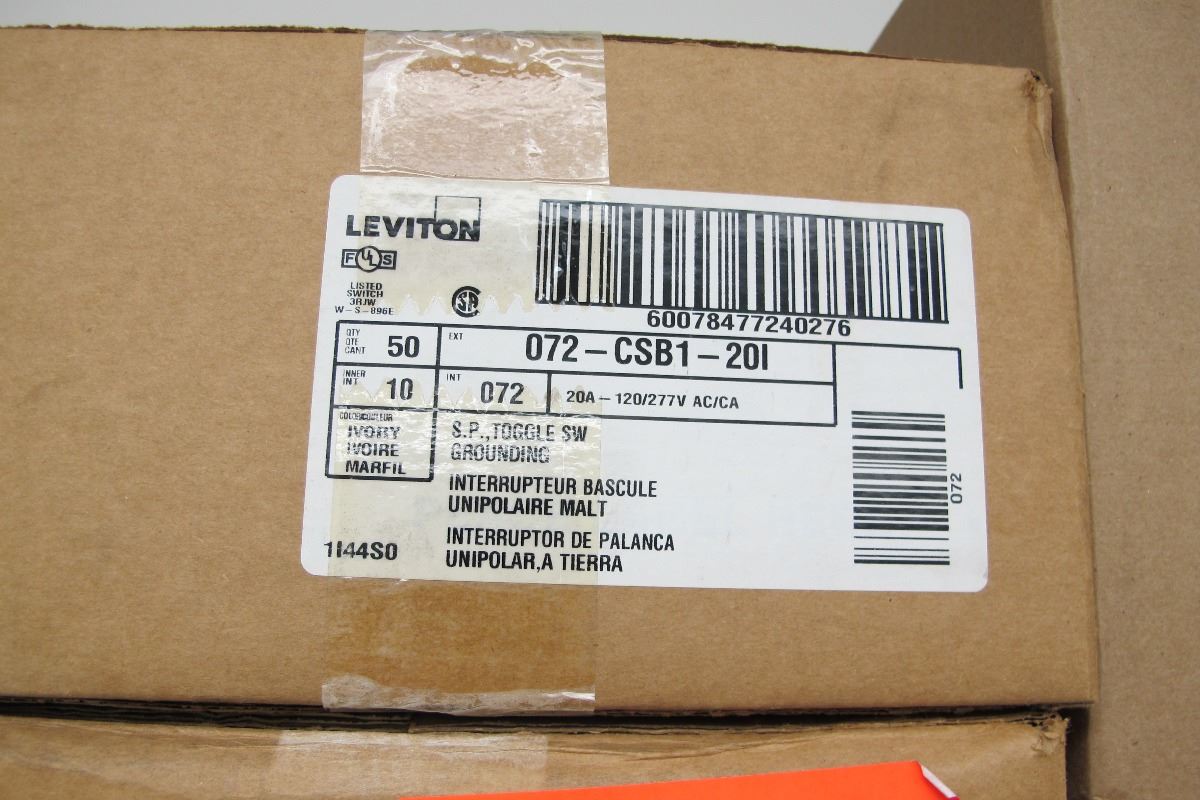 LEVITON
F UL S
LISTED
SWITCH
3RJW
W-S-896E
SA
60078477240276
QTY
QTE
CANT
50
EXT
072-CSB1-20I
INNER
INT
10
INT
072
20A - 120/277V AC/CA
COLOR/COULEUR
IVORY
IVOIRE
MARFIL
S.P.,TOGGLE SW
GROUNDING
INTERRUPTEUR BASCULE
UNIPOLAIRE MALT
INTERRUPTOR DE PALANCA
UNIPOLAR,A TIERRA
1I44S0
072